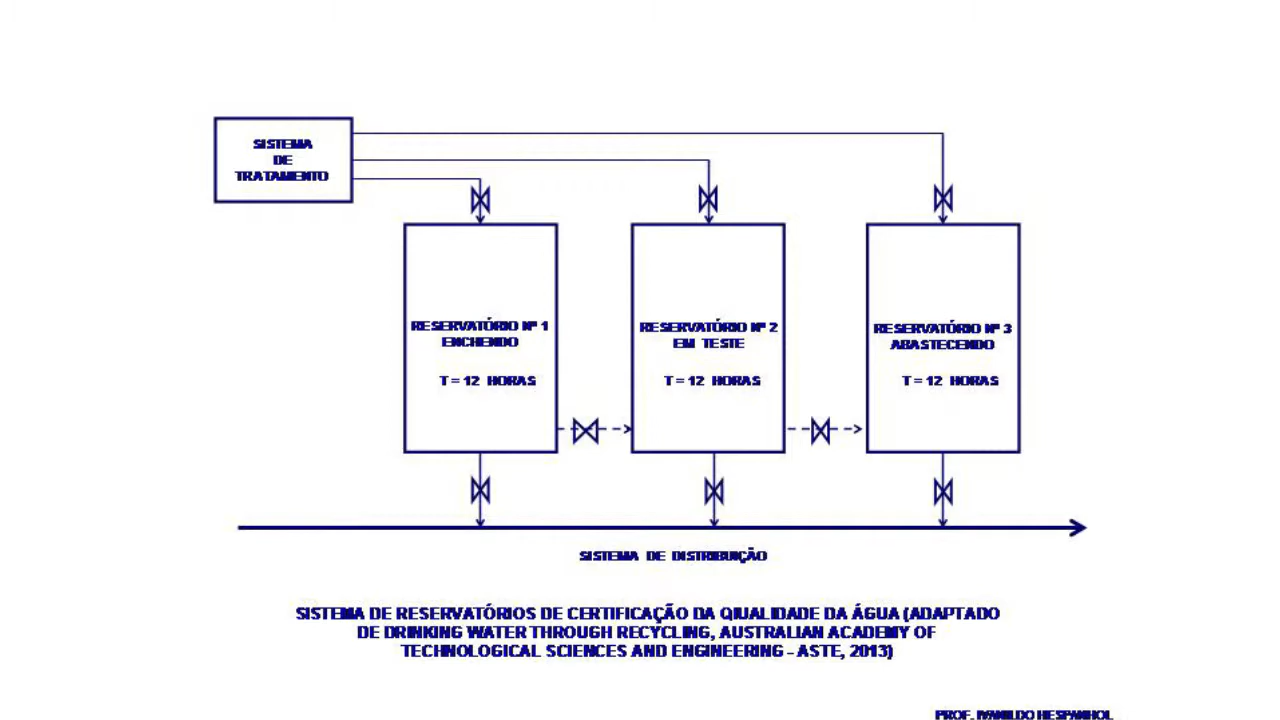 SISTEMA
DE
TRATAMENTO
RESERVATÓRIO Nº 1
ENCHENDO
T = 12 HORAS
RESERVATÓRIO Nº 2
EM TESTE
T = 12 HORAS
RESERVATÓRIO Nº 3
ABASTECENDO
T = 12 HORAS
SISTEMA DE DISTRIBUIÇÃO
SISTEMA DE RESERVATÓRIOS DE CERTIFICAÇÃO DA QIUALIDADE DA ÁGUA (ADAPTADO
DE DRINKING WATER THROUGH RECYCLING, AUSTRALIAN ACADEMY OF
TECHNOLOGICAL SCIENCES AND ENGINEERING - ASTE, 2013)
PROF. IVANILDO HESPANHOL